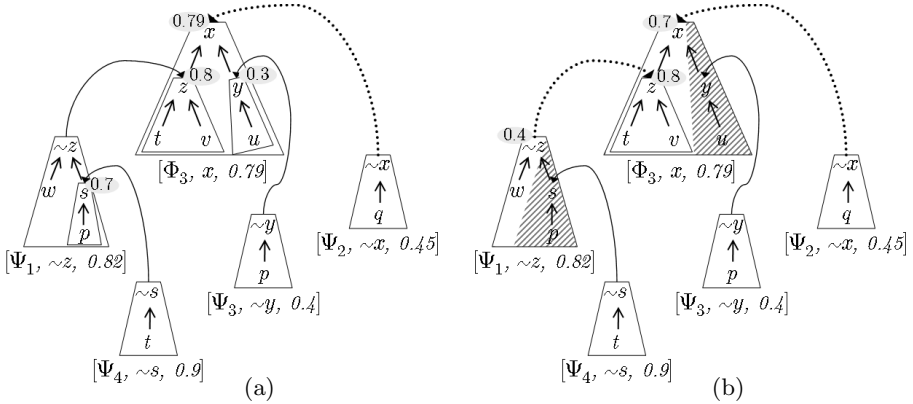 0.79
x
0.8
z
0.3
y
t
v
u
[Φ3, x, 0.79]
~z
w
s
0.7
p
[Ψ1, ~z, 0.82]
~x
q
[Ψ2, ~x, 0.45]
~y
p
[Ψ3, ~y, 0.4]
~s
t
[Ψ4, ~s, 0.9]
(a)
0.7
x
0.8
z
y
t
v
u
[Φ3, x, 0.79]
0.4
~z
w
s
p
[Ψ1, ~z, 0.82]
~x
q
[Ψ2, ~x, 0.45]
~y
p
[Ψ3, ~y, 0.4]
~s
t
[Ψ4, ~s, 0.9]
(b)